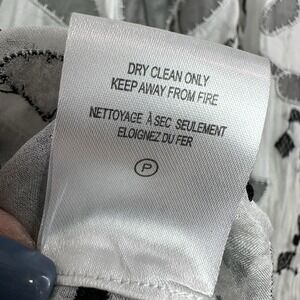 DRY CLEAN ONLY
KEEP AWAY FROM FIRE
NETTOYAGE À SEC SEULEMENT
ELOIGNEZ DU FER
P